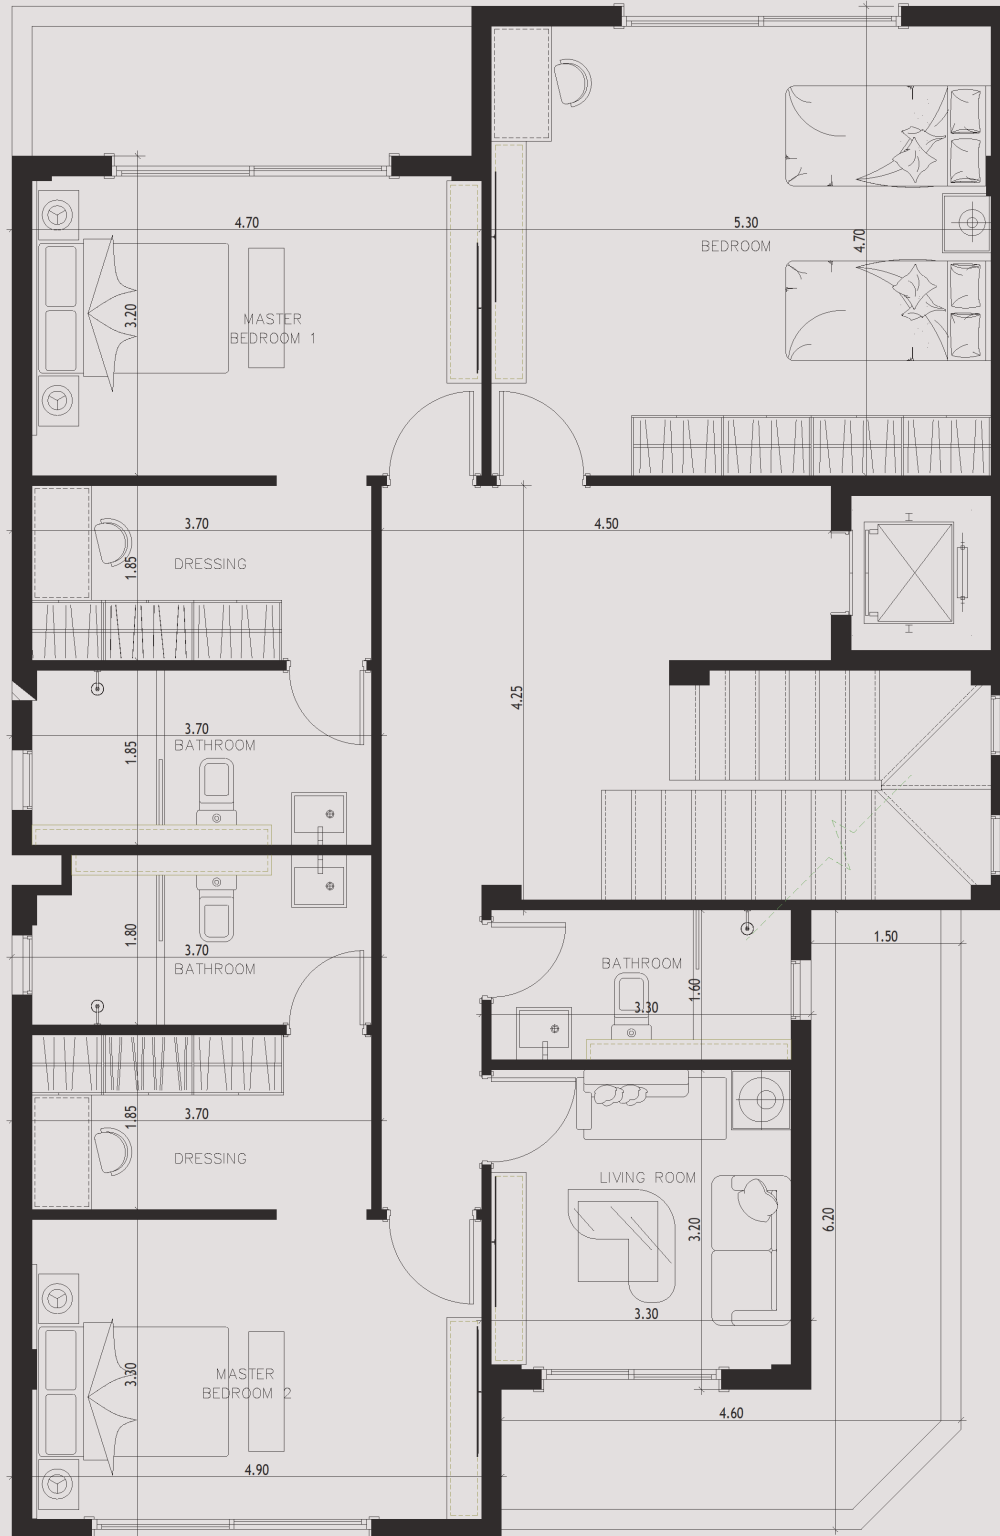 4.70
5.30
BEDROOM
4.70
3.20
MASTER
BEDROOM 1
3.70
4.50
1.85
DRESSING
4.25
3.70
BATHROOM
1.85
1.80
3.70
BATHROOM
1.50
BATHROOM
1.60
3.30
1.85
3.70
DRESSING
LIVING ROOM
3.20
6.20
3.30
3.30
MASTER
BEDROOM 2
4.60
4.90